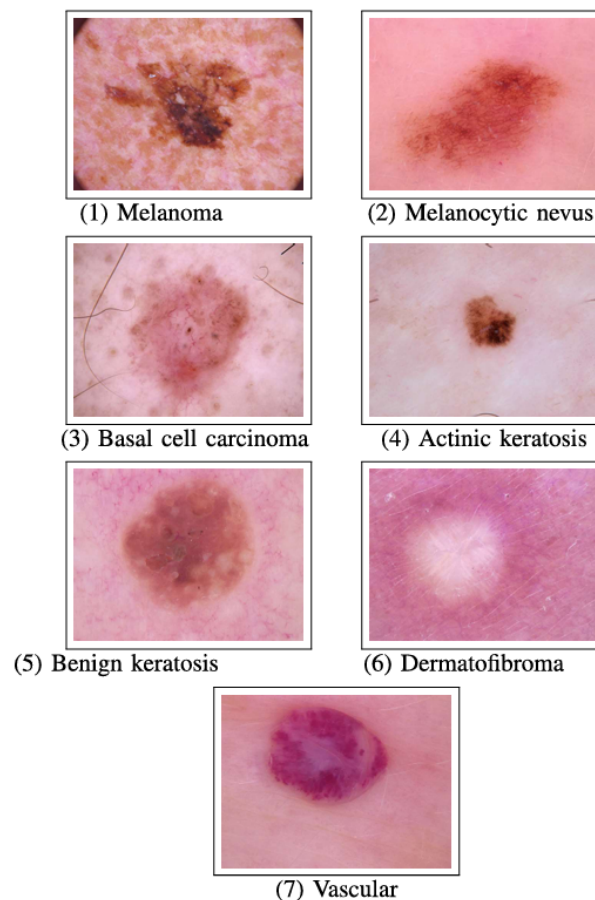 (1) Melanoma
(2) Melanocytic nevus
(3) Basal cell carcinoma
(4) Actinic keratosis
(5) Benign keratosis
(6) Dermatofibroma
(7) Vascular